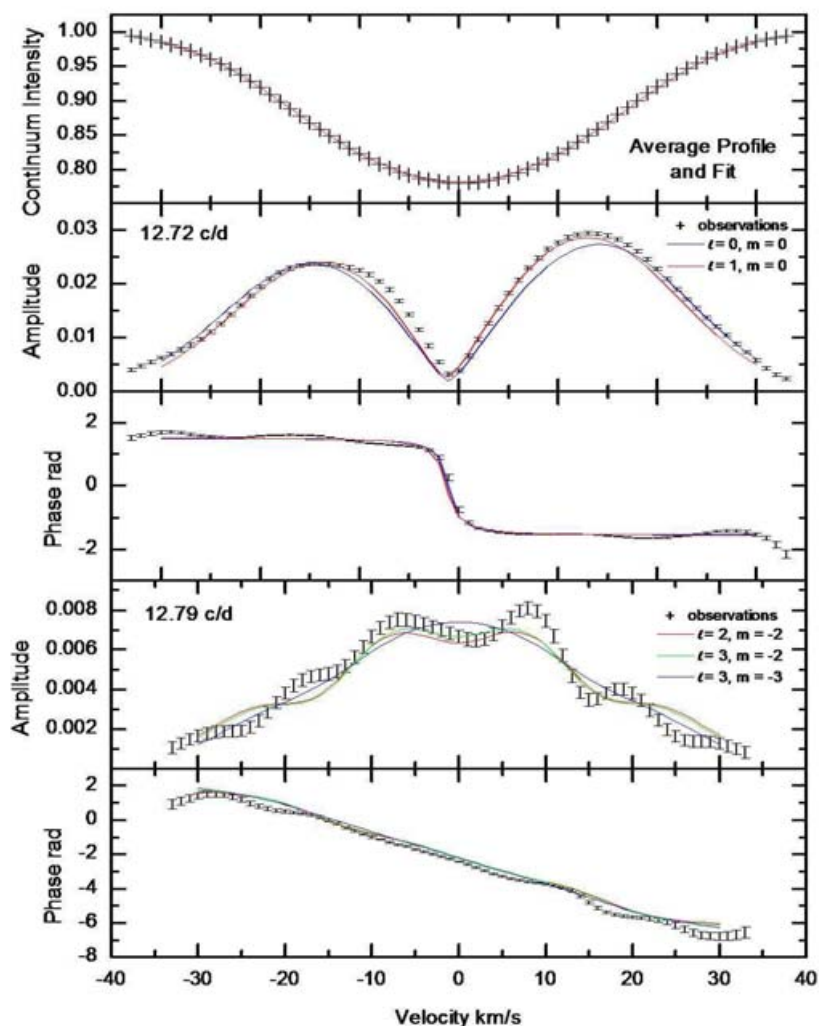 Continuum Intensity
1.00
0.95
0.90
0.85
0.80
Average Profile
and Fit
Amplitude
0.03
0.02
0.01
0.00
12.72 c/d
observations
ℓ= 0, m = 0
ℓ= 1, m = 0
Phase rad
2
0
-2
Amplitude
0.008
0.006
0.004
0.002
12.79 c/d
observations
ℓ= 2, m = -2
ℓ= 3, m = -2
ℓ= 3, m = -3
Phase rad
2
0
-2
-4
-6
-8
-40 -30 -20 -10 0 10 20 30 40
Velocity km/s